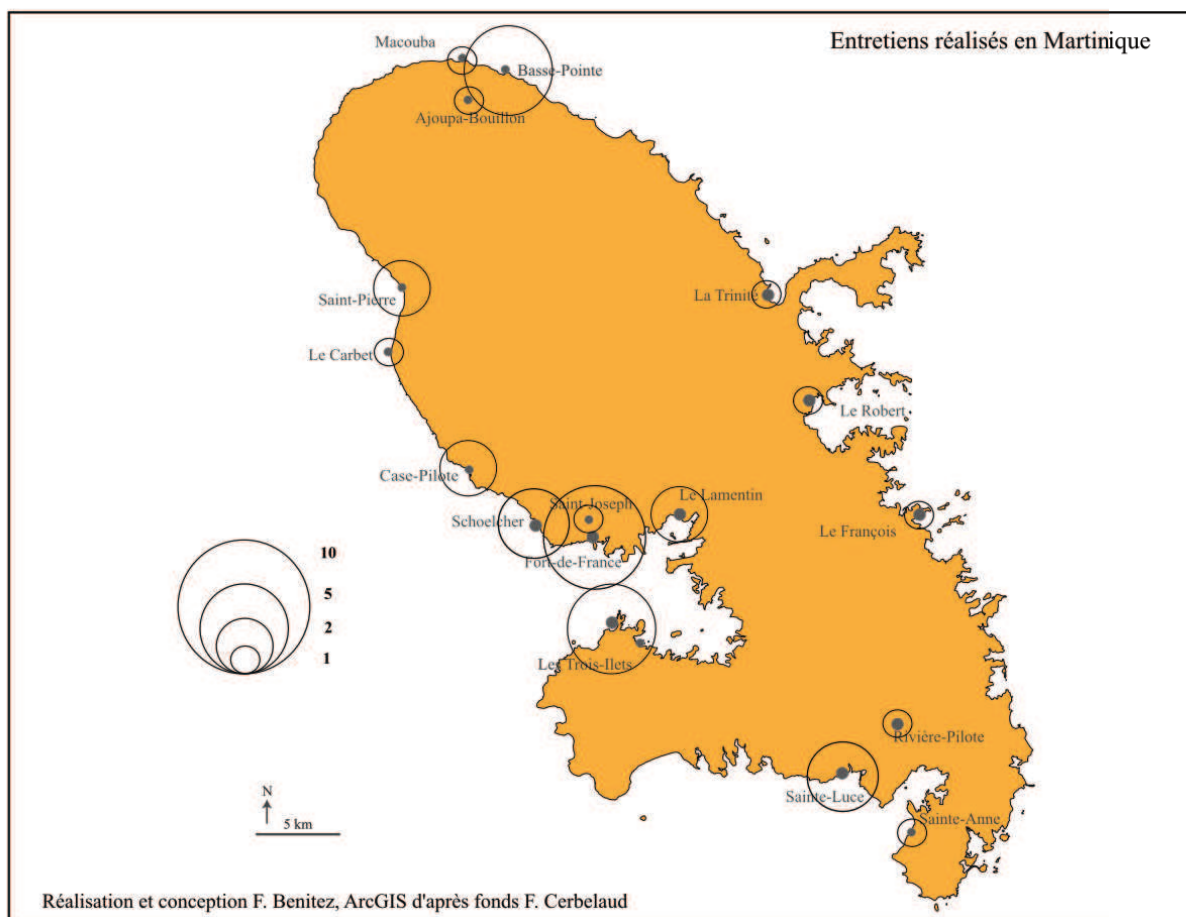 Entretiens réalisés en Martinique
Macouba
Basse-Pointe
Ajoupa-Bouillon
Saint-Pierre
La Trinité
Le Carbet
Le Robert
Case-Pilote
Le Lamentin
Saint-Joseph
Schoelcher
Le François
Fort-de-France
10
5
2
1
Les Trois-Ilets
Rivière-Pilote
Sainte-Luce
Sainte-Anne
N
5 km
Réalisation et conception F. Benitez, ArcGIS d'après fonds F. Cerbelaud